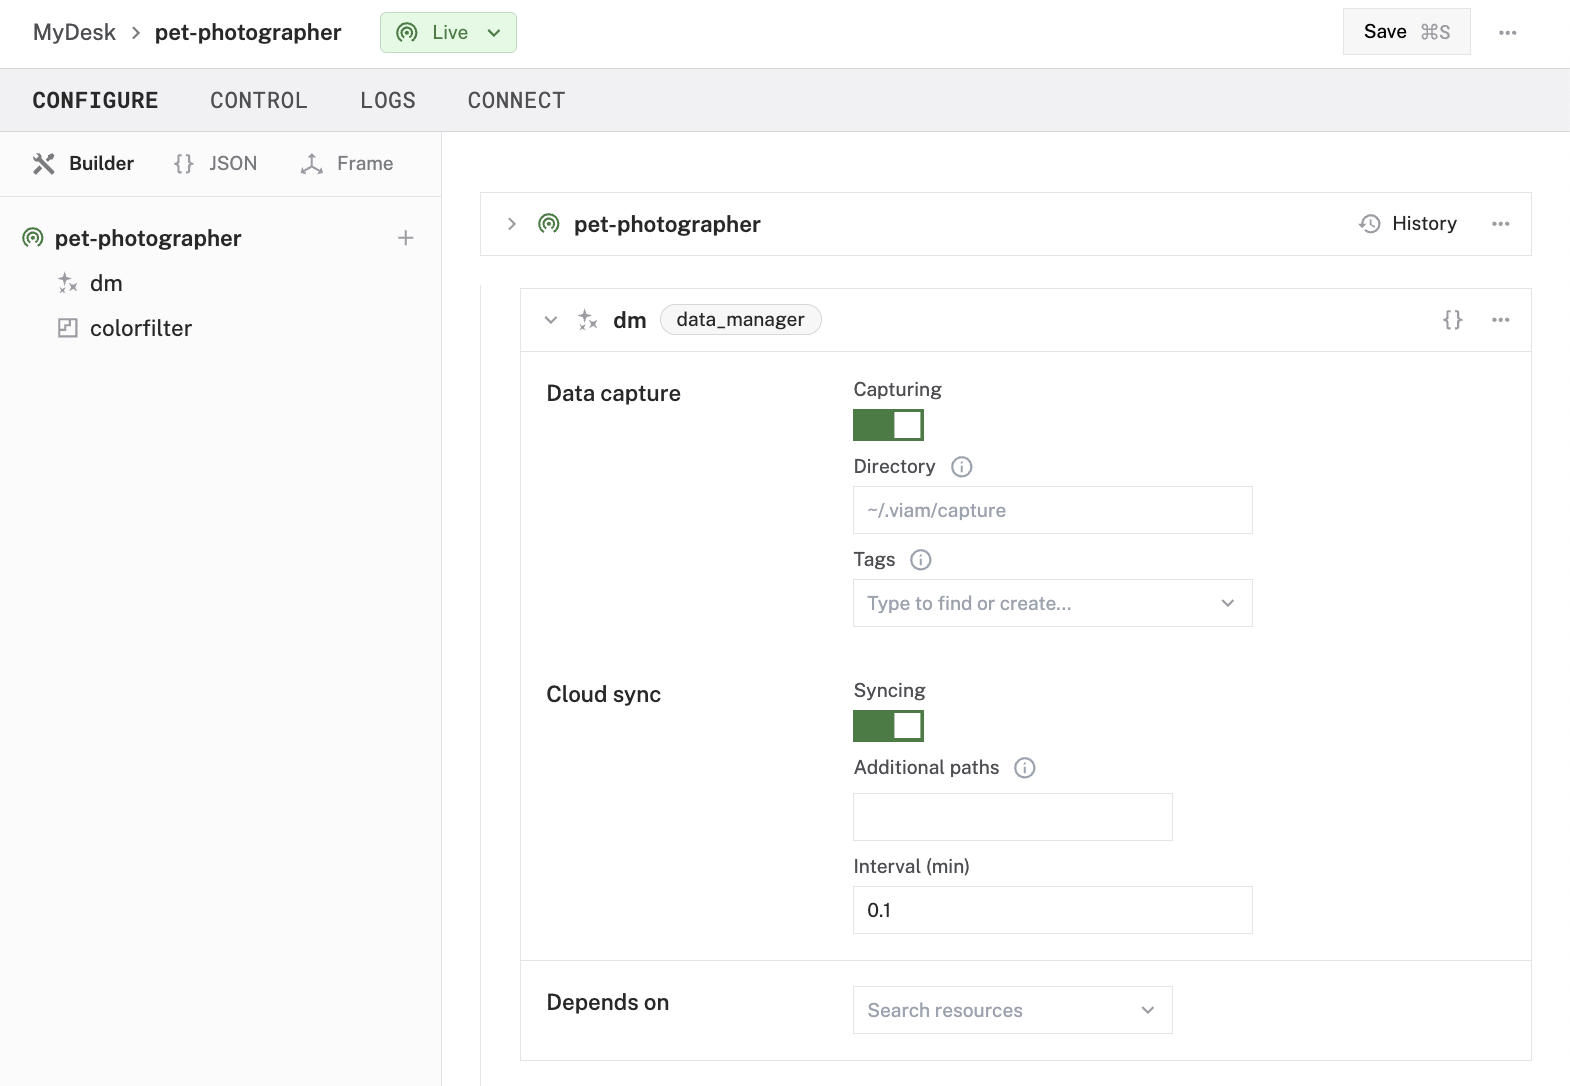 MyDesk > pet-photographer Live Save ⌘S ...
CONFIGURE CONTROL LOGS CONNECT
Builder {} JSON Frame
pet-photographer +
dm
colorfilter
pet-photographer History ...
dm data_manager {} ...
Data capture
Capturing
Directory
~/.viam/capture
Tags
Type to find or create...
Cloud sync
Syncing
Additional paths
Interval (min)
0.1
Depends on
Search resources